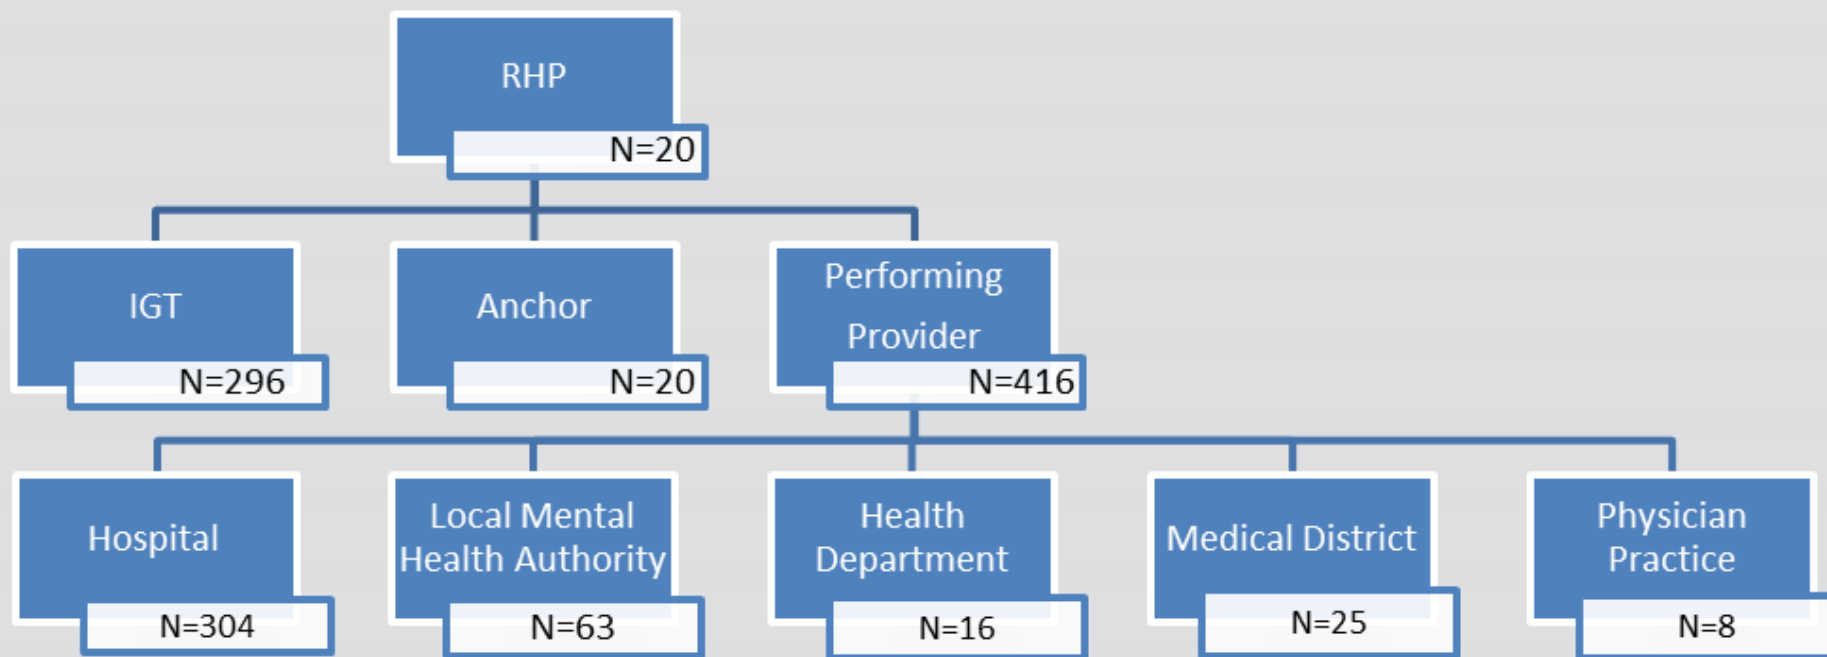 RHP
N=20
IGT
N=296
Anchor
N=20
Performing
Provider
N=416
Hospital
N=304
Local Mental
Health Authority
N=63
Health
Department
N=16
Medical District
N=25
Physician
Practice
N=8